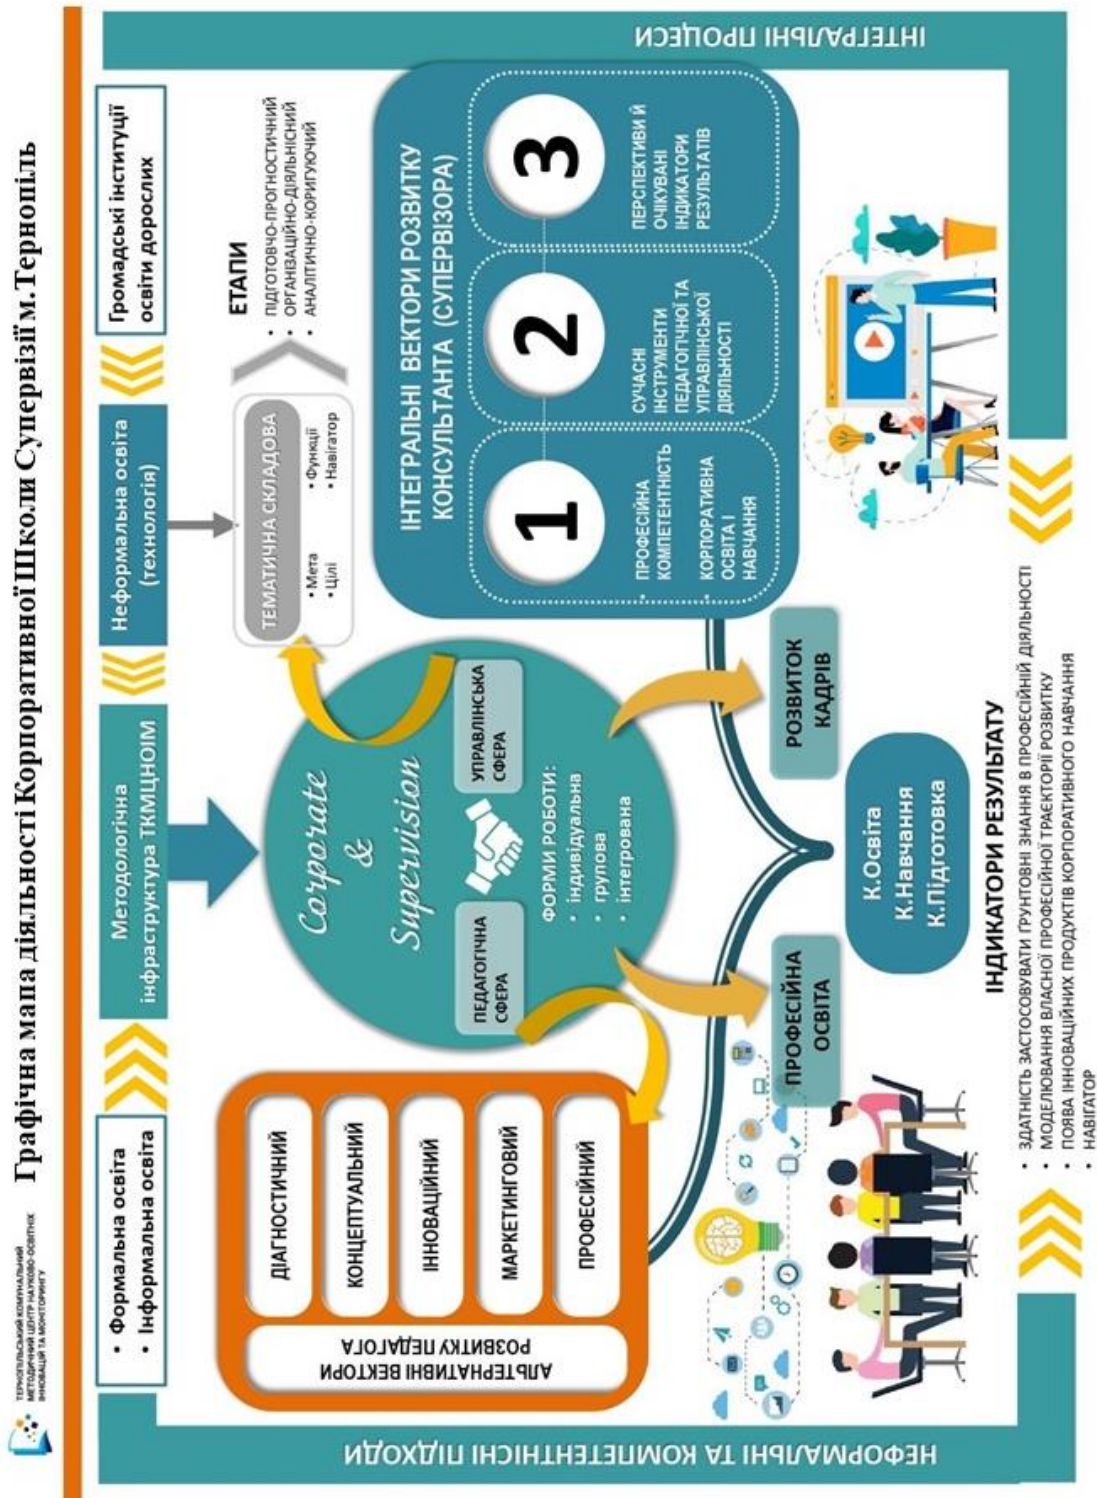 ТЕРНОПІЛЬСЬКИЙ КОМУНАЛЬНИЙ
МЕТОДИЧНИЙ ЦЕНТР НАУКОВО-ОСВІТНІХ
ІННОВАЦІЙ ТА МОНІТОРИНГУ
Графічна мапа діяльності Корпоративної Школи Супервізії м.Тернопіль
• Формальна освіта
• Інформальна освіта
Методологічна
інфраструктура ТКМЦНОІМ
Неформальна освіта
(технологія)
Громадські інституції
освіти дорослих
НЕФОРМАЛЬНІ ТА КОМПЕТЕНТНІСНІ ПІДХОДИ
АЛЬТЕРНАТИВНІ ВЕКТОРИ
РОЗВИТКУ ПЕДАГОГА
ДІАГНОСТИЧНИЙ
КОНЦЕПТУАЛЬНИЙ
ІННОВАЦІЙНИЙ
МАРКЕТИНГОВИЙ
ПРОФЕСІЙНИЙ
Corporate
&
Supervision
ПЕДАГОГІЧНА
СФЕРА
УПРАВЛІНСЬКА
СФЕРА
ФОРМИ РОБОТИ:
• індивідуальна
• групова
• інтегрована
ТЕМАТИЧНА СКЛАДОВА
• Мета
• Цілі
• Функції
• Навігатор
ЕТАПИ
• ПІДГОТОВЧО-ПРОГНОСТИЧНИЙ
• ОРГАНІЗАЦІЙНО-ДІЯЛЬНІСНИЙ
• АНАЛІТИЧНО-КОРИГУЮЧИЙ
ІНТЕГРАЛЬНІ ВЕКТОРИ РОЗВИТКУ
КОНСУЛЬТАНТА (СУПЕРВІЗОРА)
1
• ПРОФЕСІЙНА
КОМПЕТЕНТНІСТЬ
• КОРПОРАТИВНА
ОСВІТА І
НАВЧАННЯ
2
СУЧАСНІ
ІНСТРУМЕНТИ
ПЕДАГОГІЧНОЇ ТА
УПРАВЛІНСЬКОЇ
ДІЯЛЬНОСТІ
3
ПЕРСПЕКТИВИ Й
ОЧІКУВАНІ
ІНДИКАТОРИ
РЕЗУЛЬТАТІВ
ІНТЕГРАЛЬНІ ПРОЦЕСИ
ПРОФЕСІЙНА
ОСВІТА
РОЗВИТОК
КАДРІВ
К.Освіта
К.Навчання
К.Підготовка
ІНДИКАТОРИ РЕЗУЛЬТАТУ
• ЗДАТНІСТЬ ЗАСТОСОВУВАТИ ҐРУНТОВНІ ЗНАННЯ В ПРОФЕСІЙНІЙ ДІЯЛЬНОСТІ
• МОДЕЛЮВАННЯ ВЛАСНОЇ ПРОФЕСІЙНОЇ ТРАЄКТОРІЇ РОЗВИТКУ
• ПОЯВА ІННОВАЦІЙНИХ ПРОДУКТІВ КОРПОРАТИВНОГО НАВЧАННЯ
• НАВІГАТОР